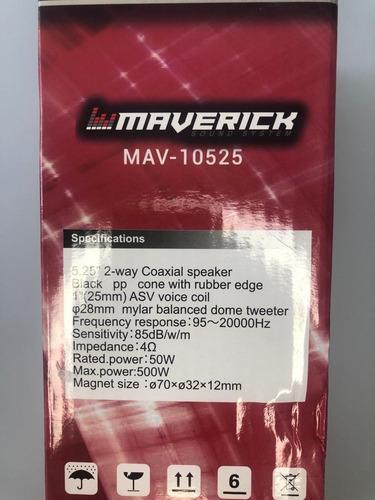 MAVERICK
SOUND SYSTEM
MAV-10525
Specifications
5.25" 2-way Coaxial speaker
Black pp cone with rubber edge
1"(25mm) ASV voice coil
φ28mm mylar balanced dome tweeter
Frequency response:95～20000Hz
Sensitivity:85dB/w/m
Impedance:4Ω
Rated.power:50W
Max.power:500W
Magnet size :ø70×ø32×12mm
6